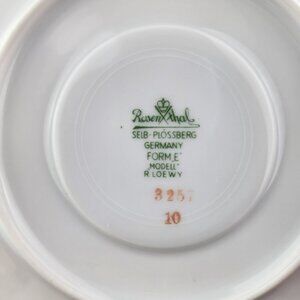 Rosenthal
SELB-PLÖSSBERG
GERMANY
FORM „E"
„MODELL"
R. LOEWY
3257
10